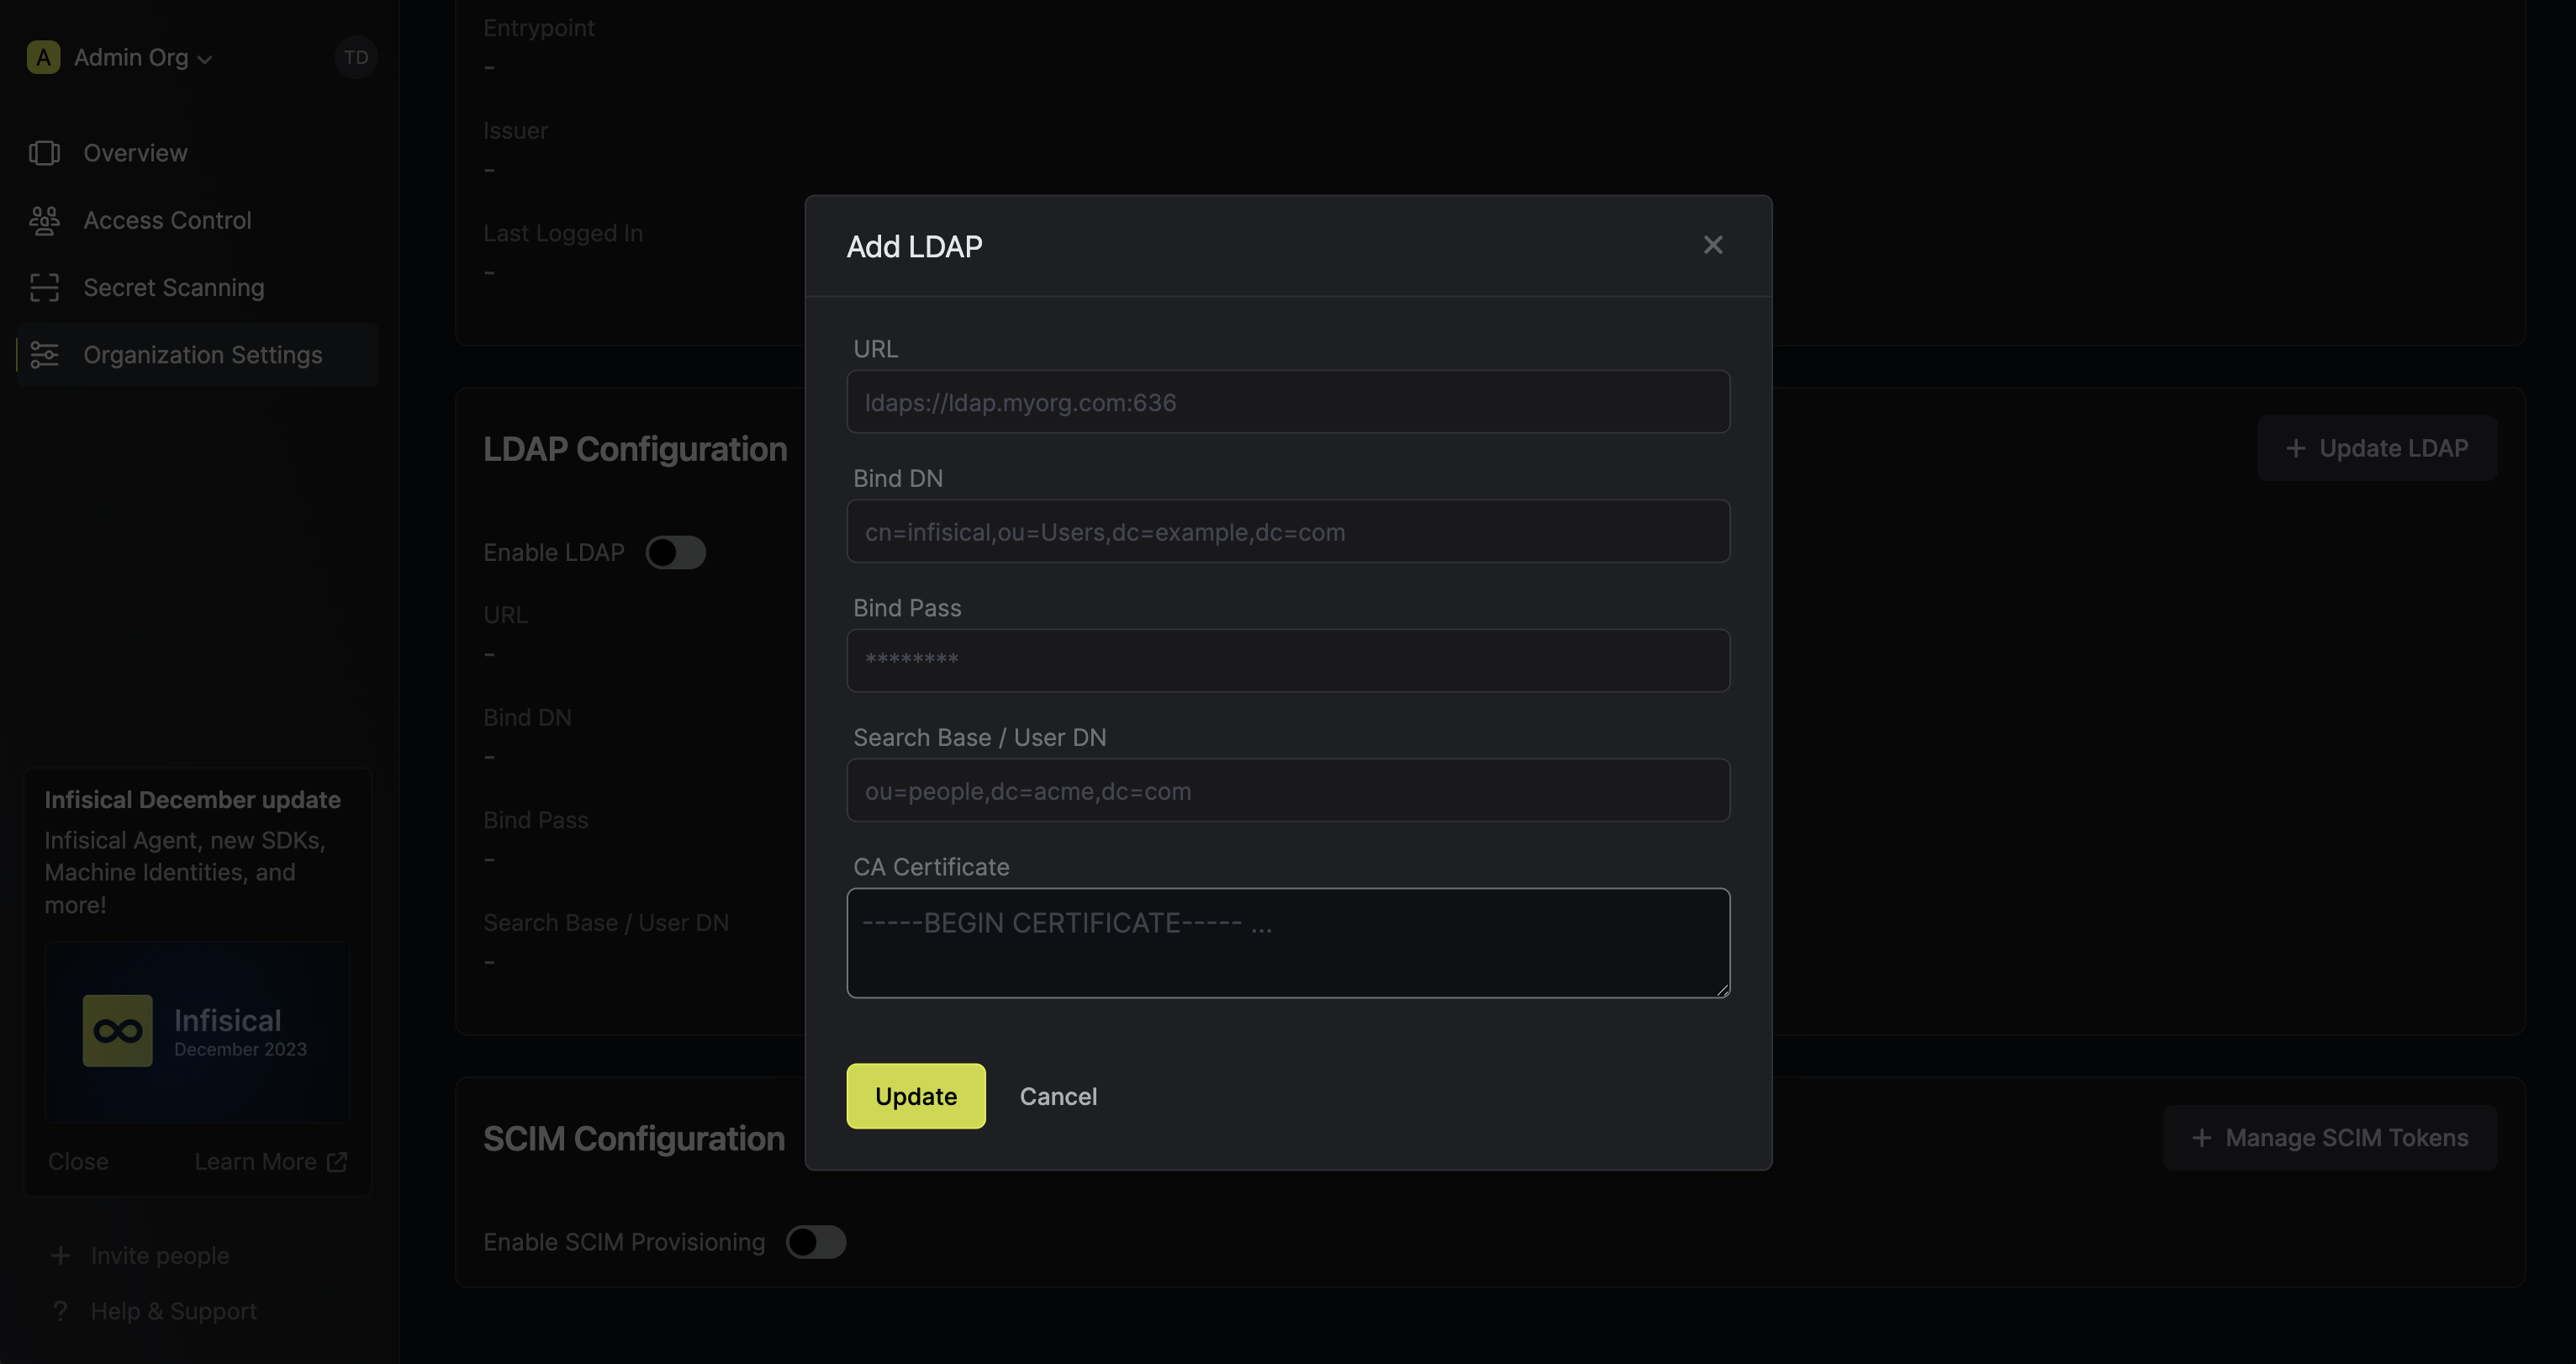 A Admin Org
TD
Overview
Access Control
Secret Scanning
Organization Settings
Infisical December update
Infisical Agent, new SDKs,
Machine Identities, and
more!
Infisical
December 2023
Close
Learn More
+ Invite people
? Help & Support
Entrypoint
-
Issuer
-
Last Logged In
-
LDAP Configuration
+ Update LDAP
Enable LDAP
URL
-
Bind DN
-
Bind Pass
-
Search Base / User DN
-
SCIM Configuration
+ Manage SCIM Tokens
Enable SCIM Provisioning
Add LDAP
URL
ldaps://ldap.myorg.com:636
Bind DN
cn=infisical,ou=Users,dc=example,dc=com
Bind Pass
********
Search Base / User DN
ou=people,dc=acme,dc=com
CA Certificate
-----BEGIN CERTIFICATE----- ...
Update
Cancel